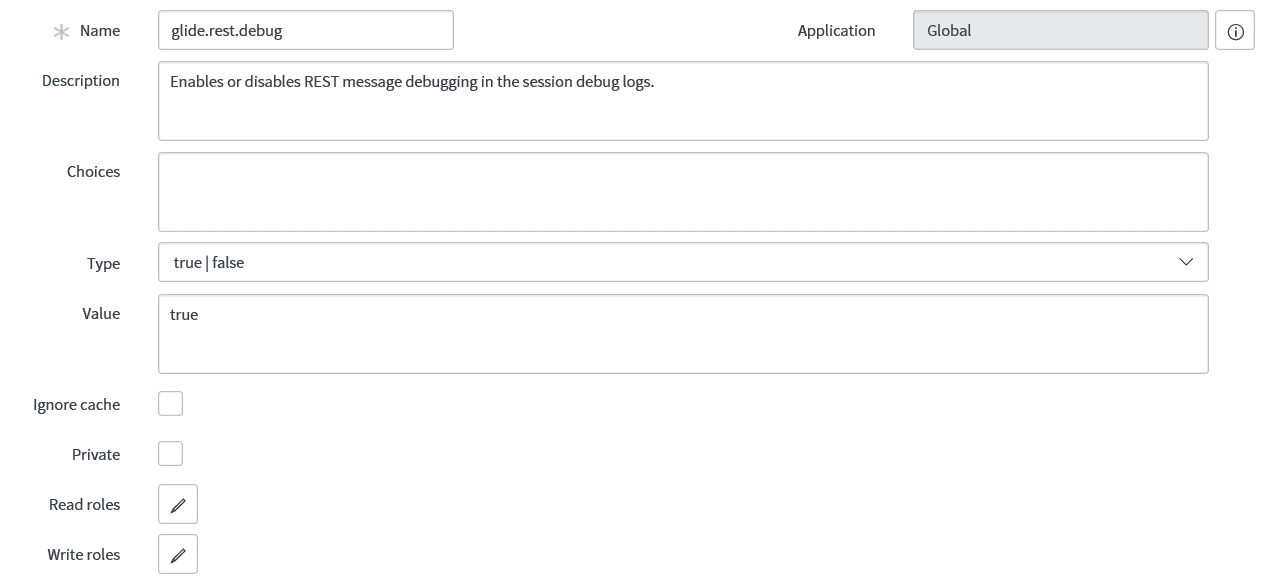 Name glide.rest.debug Application Global
Description Enables or disables REST message debugging in the session debug logs.
Choices
Type true | false
Value true
Ignore cache
Private
Read roles
Write roles